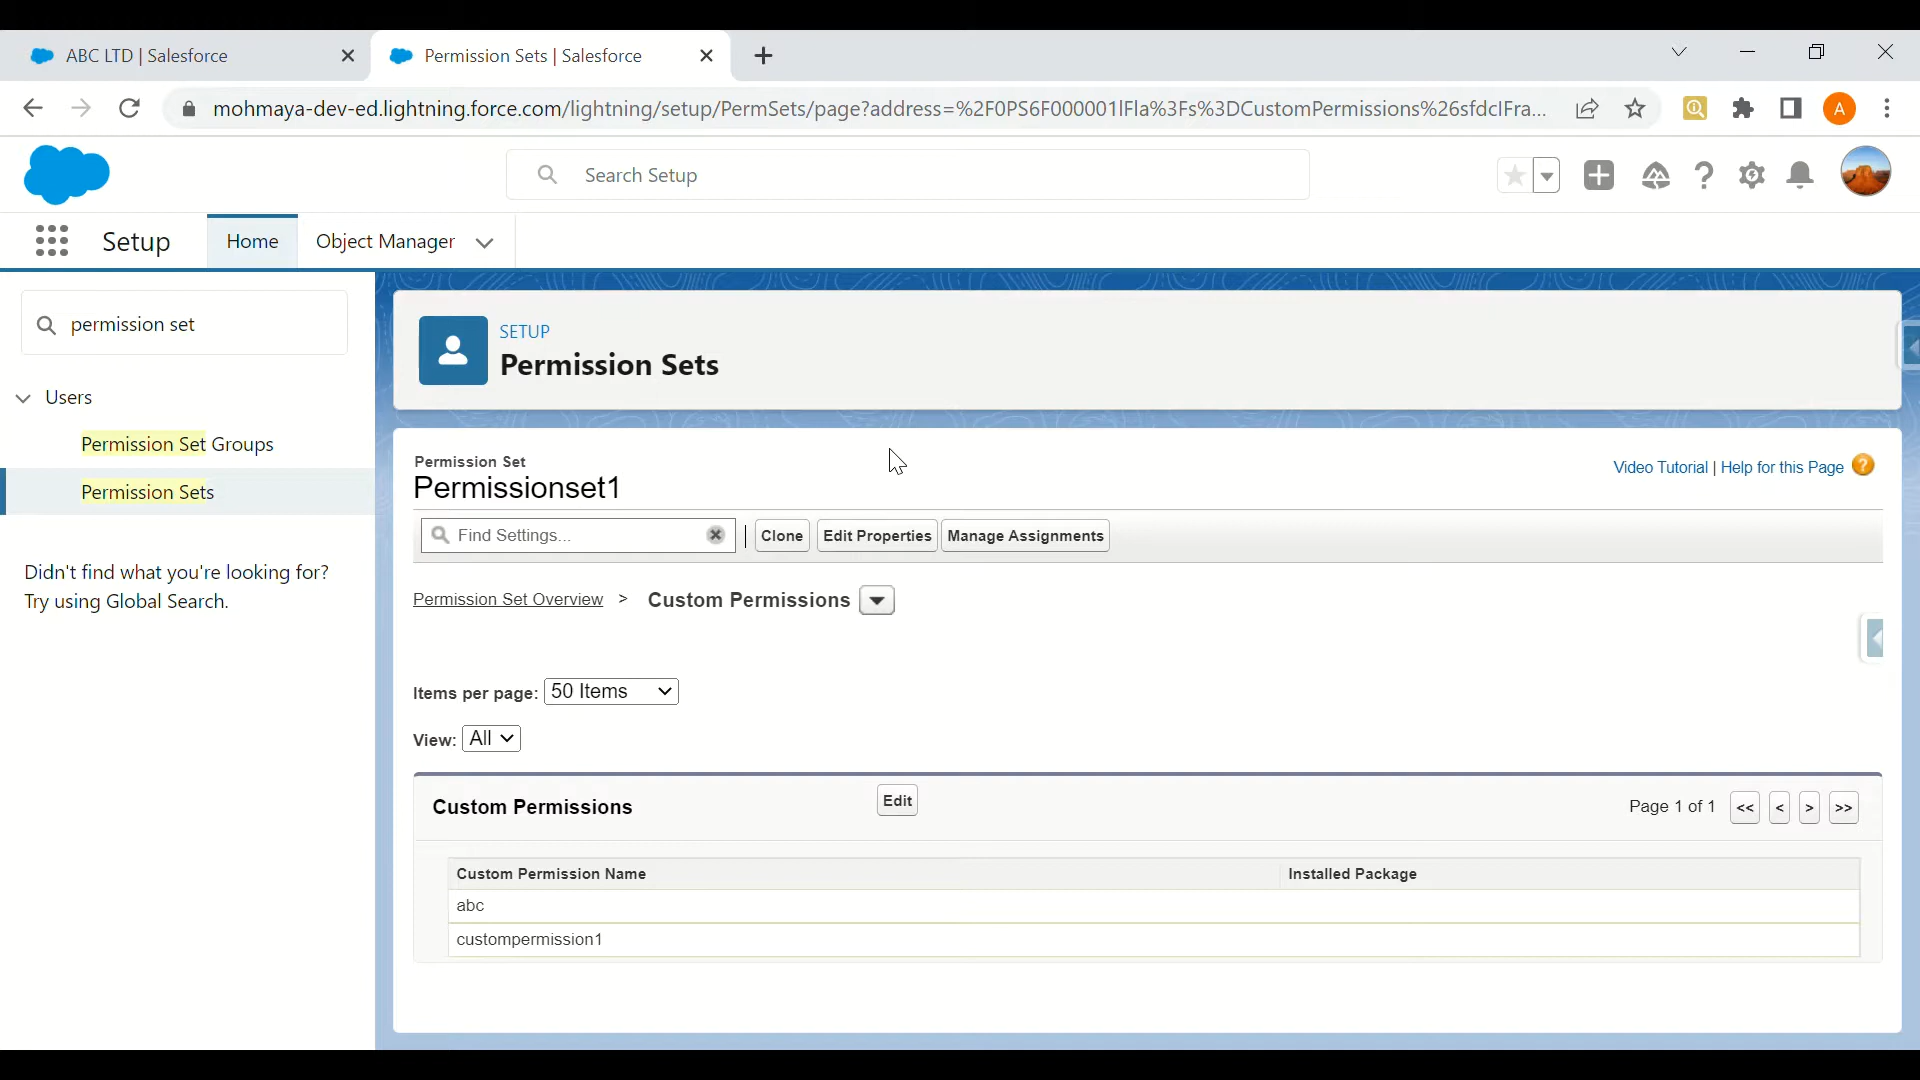 ABC LTD | Salesforce
Permission Sets | Salesforce
mohmaya-dev-ed.lightning.force.com/lightning/setup/PermSets/page?address=%2F0PS6F000001lFla%3Fs%3DCustomPermissions%26sfdcIFra...
A
Search Setup
Setup
Home
Object Manager
permission set
Users
Permission Set Groups
Permission Sets
Didn't find what you're looking for?
Try using Global Search.
SETUP
Permission Sets
Permission Set
Permissionset1
Video Tutorial | Help for this Page
Find Settings...
Clone
Edit Properties
Manage Assignments
Permission Set Overview > Custom Permissions
Items per page: 50 Items
View: All
Custom Permissions
Edit
Page 1 of 1 << < > >>
Custom Permission Name
Installed Package
abc
custompermission1